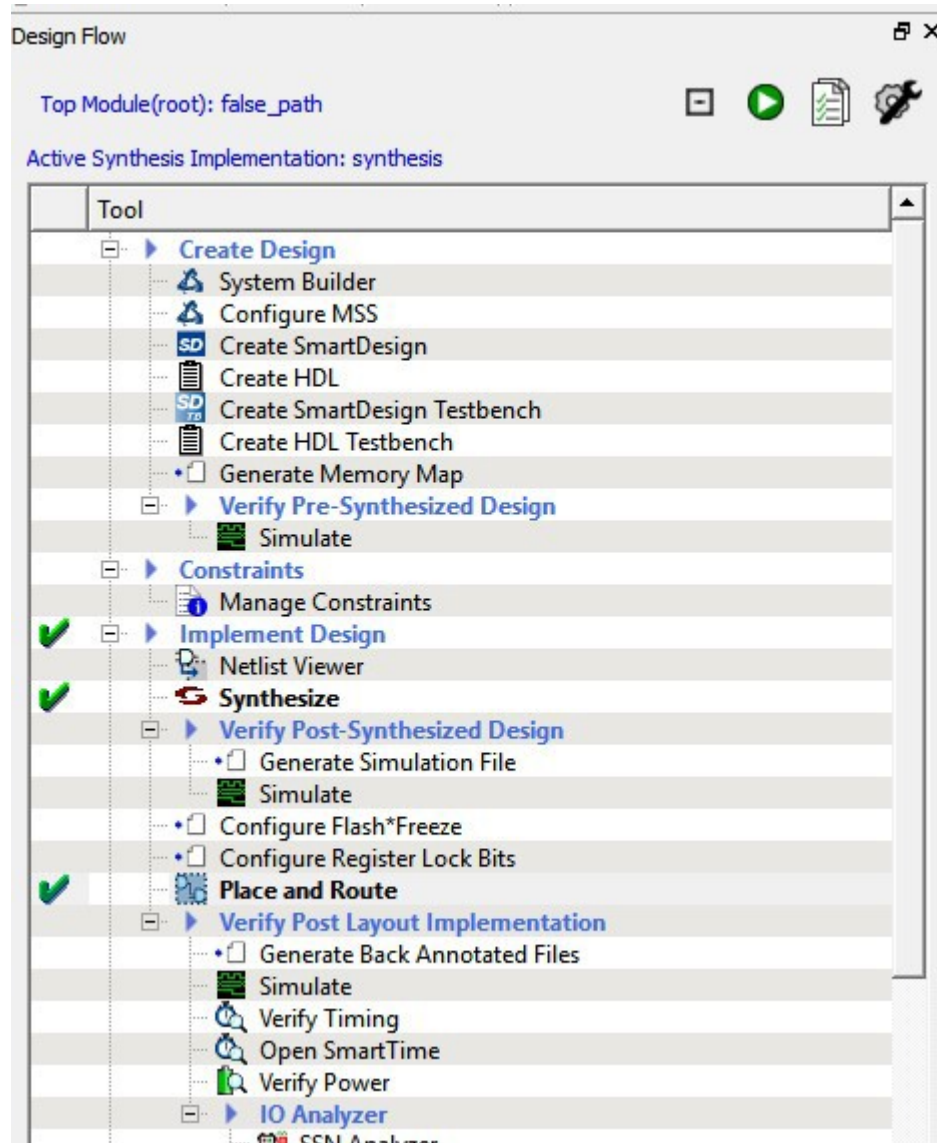 Design Flow
Top Module(root): false_path
Active Synthesis Implementation: synthesis
Tool
Create Design
System Builder
Configure MSS
SD Create SmartDesign
Create HDL
SD TB Create SmartDesign Testbench
Create HDL Testbench
Generate Memory Map
Verify Pre-Synthesized Design
Simulate
Constraints
Manage Constraints
Implement Design
Netlist Viewer
Synthesize
Verify Post-Synthesized Design
Generate Simulation File
Simulate
Configure Flash*Freeze
Configure Register Lock Bits
Place and Route
Verify Post Layout Implementation
Generate Back Annotated Files
Simulate
Verify Timing
Open SmartTime
Verify Power
IO Analyzer
SSN Analyzer